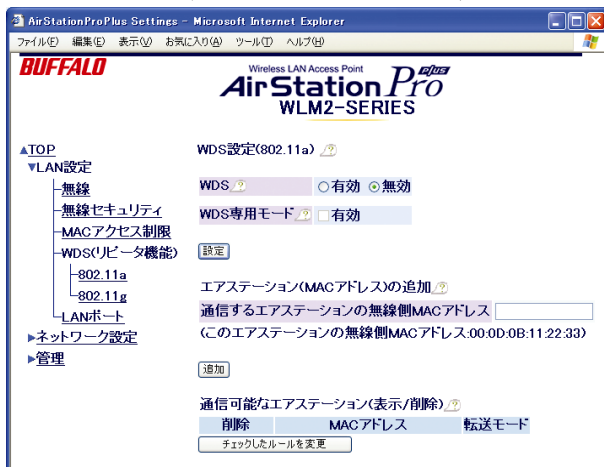 AirStationProPlus Settings - Microsoft Internet Explorer
ファイル(F) 編集(E) 表示(V) お気に入り(A) ツール(T) ヘルプ(H)
BUFFALO
Wireless LAN Access Point
AirStation Pro plus
WLM2-SERIES
▲TOP
▼LAN設定
無線
無線セキュリティ
MACアクセス制限
WDS(リピータ機能)
802.11a
802.11g
LANポート
▶ネットワーク設定
▶管理
WDS設定(802.11a) ?
WDS ? 有効 無効
WDS専用モード ? 有効
設定
エアステーション(MACアドレス)の追加 ?
通信するエアステーションの無線側MACアドレス
(このエアステーションの無線側MACアドレス:00:0D:0B:11:22:33)
追加
通信可能なエアステーション(表示/削除) ?
削除 MACアドレス 転送モード
チェックしたルールを変更